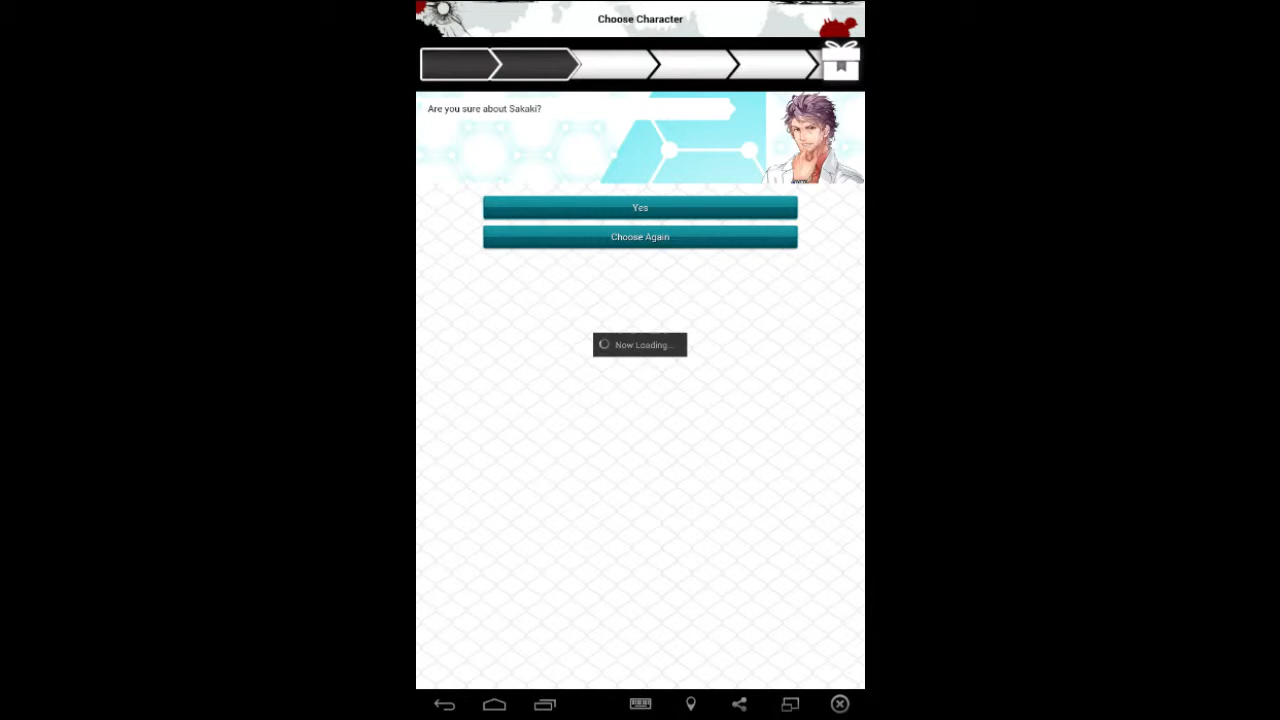 Choose Character
Are you sure about Sakaki?
Yes
Choose Again
Now Loading...